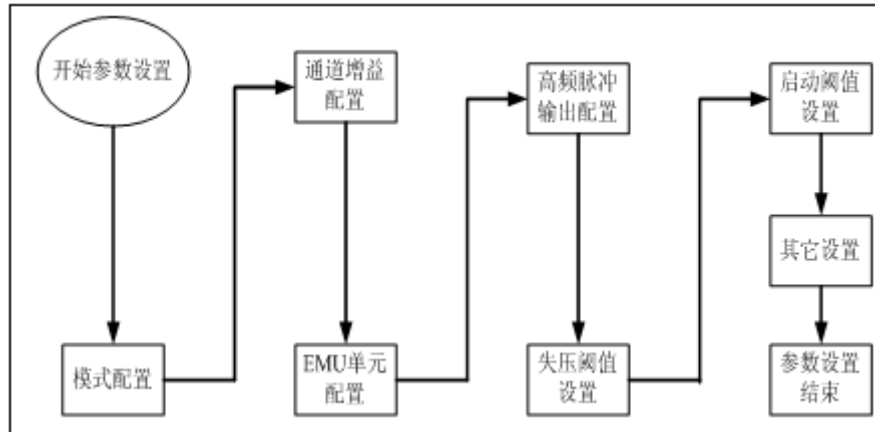 开始参数设置
模式配置
通道增益
配置
EMU单元
配置
高频脉冲
输出配置
失压阈值
设置
启动阈值
设置
其它设置
参数设置
结束